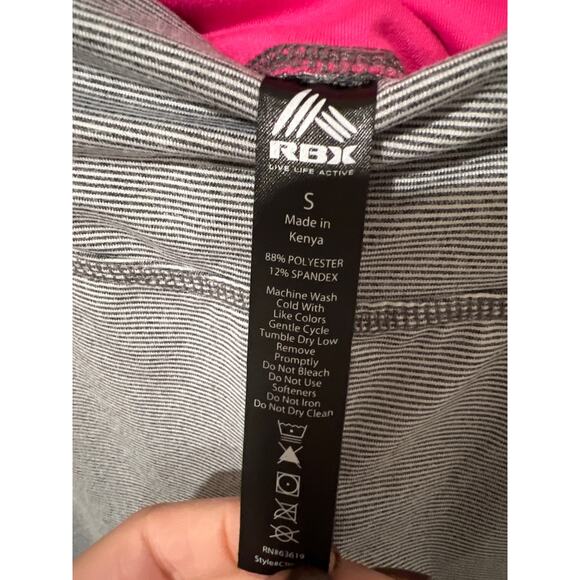 RBX
LIVE LIFE ACTIVE
S
Made in
Kenya
88% POLYESTER
12% SPANDEX
Machine Wash
Cold With
Like Colors
Gentle Cycle
Tumble Dry Low
Remove
Promptly
Do Not Bleach
Do Not Use
Softeners
Do Not Iron
Do Not Dry Clean
RN#63619